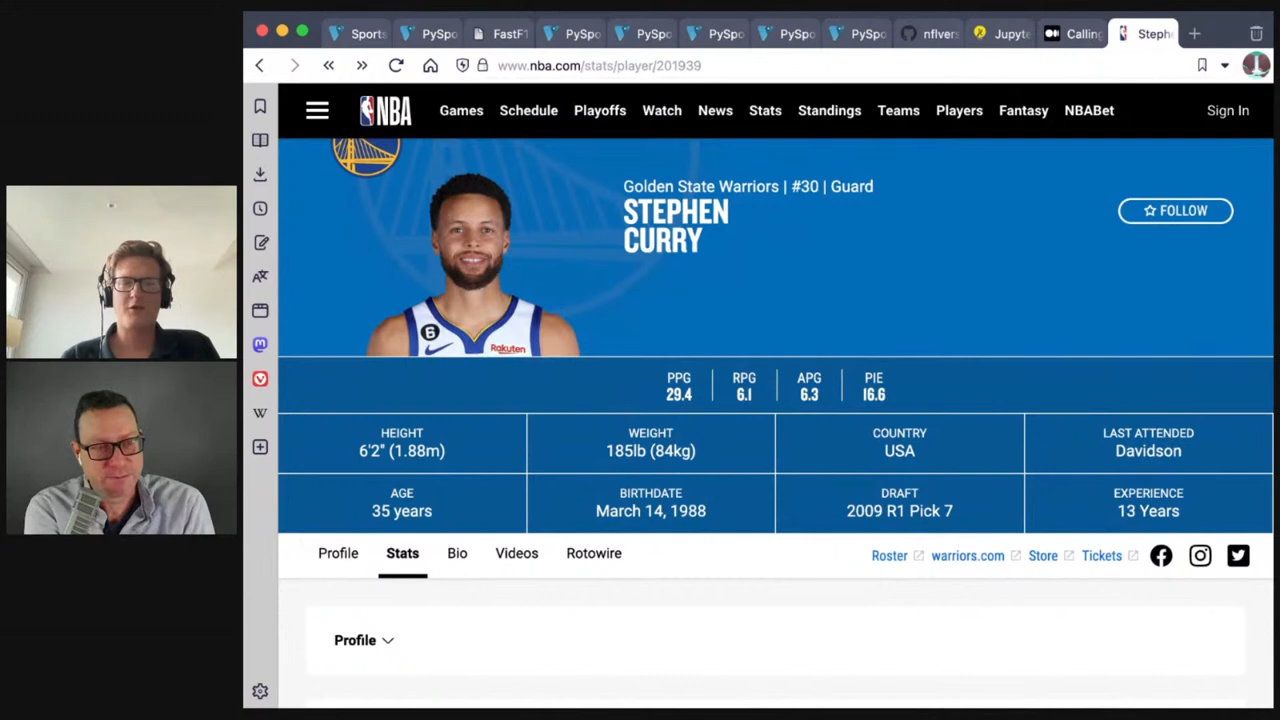 Sports
PySpo
FastF1
PySpo
PySpo
PySpo
PySpo
PySpo
nflvers
Jupyte
Calling
Steph
www.nba.com/stats/player/201939
NBA
Games
Schedule
Playoffs
Watch
News
Stats
Standings
Teams
Players
Fantasy
NBABet
Sign In
Golden State Warriors | #30 | Guard
STEPHEN
CURRY
FOLLOW
6
Rakuten
PPG
29.4
RPG
6.1
APG
6.3
PIE
16.6
HEIGHT
6'2" (1.88m)
WEIGHT
185lb (84kg)
COUNTRY
USA
LAST ATTENDED
Davidson
AGE
35 years
BIRTHDATE
March 14, 1988
DRAFT
2009 R1 Pick 7
EXPERIENCE
13 Years
Profile
Stats
Bio
Videos
Rotowire
Roster
warriors.com
Store
Tickets
Profile